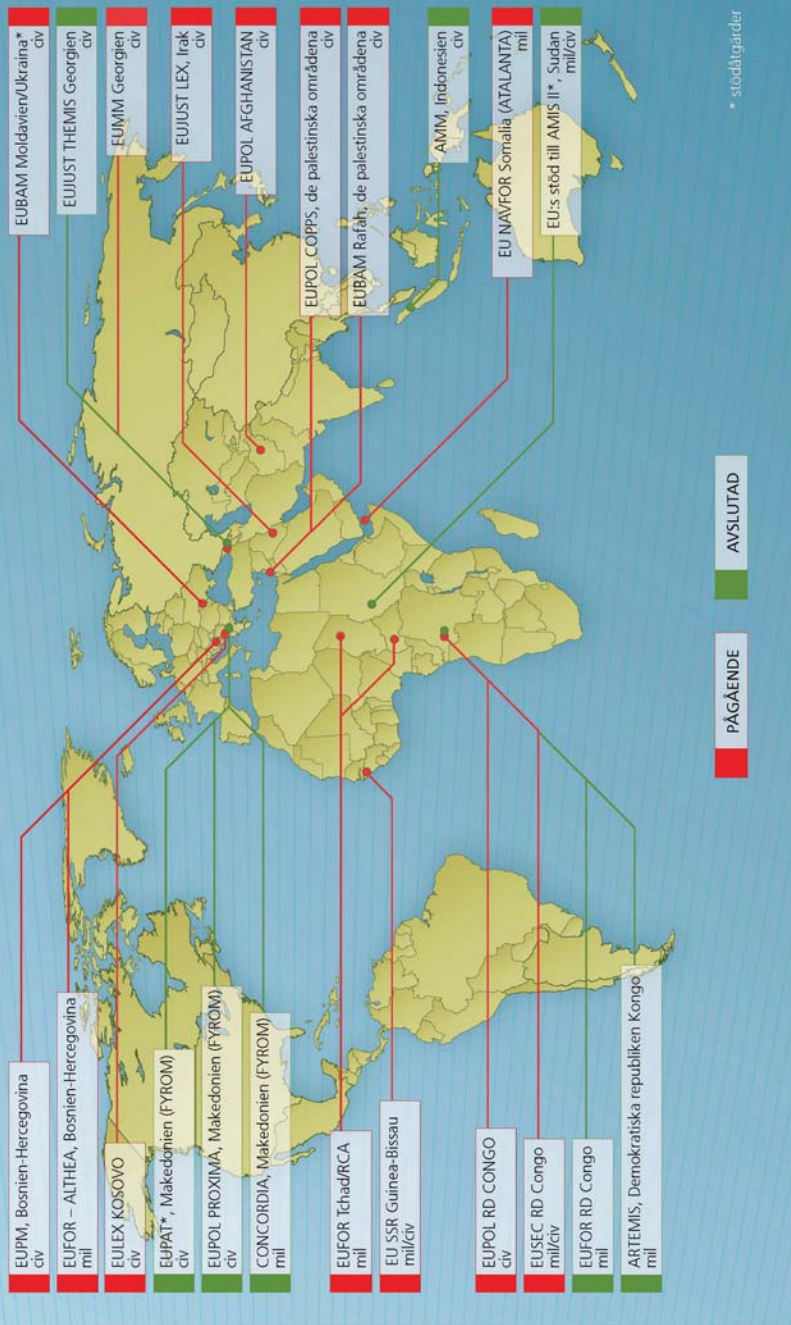 EUPM, Bosnien-Hercegovina
civ
EUFOR – ALTHEA, Bosnien-Hercegovina
mil
EULEX KOSOVO
civ
EUPAT*, Makedonien (FYROM)
civ
EUPOL PROXIMA, Makedonien (FYROM)
civ
CONCORDIA, Makedonien (FYROM)
mil
EUFOR Tchad/RCA
mil
EU SSR Guinea-Bissau
mil/civ
EUPOL RD CONGO
civ
EUSEC RD Congo
mil/civ
EUFOR RD Congo
mil
ARTEMIS, Demokratiska republiken Kongo
mil
EUBAM Moldavien/Ukraina*
civ
EUJUST THEMIS Georgien
civ
EUMM Georgien
civ
EUJUST LEX, Irak
civ
EUPOL AFGHANISTAN
civ
EUPOL COPPS, de palestinska områdena
civ
EUBAM Rafah, de palestinska områdena
civ
AMM, Indonesien
civ
EU NAVFOR Somalia (ATALANTA)
mil
EU:s stöd till AMIS II*, Sudan
mil/civ
PÅGÅENDE
AVSLUTAD
* stödåtgärder